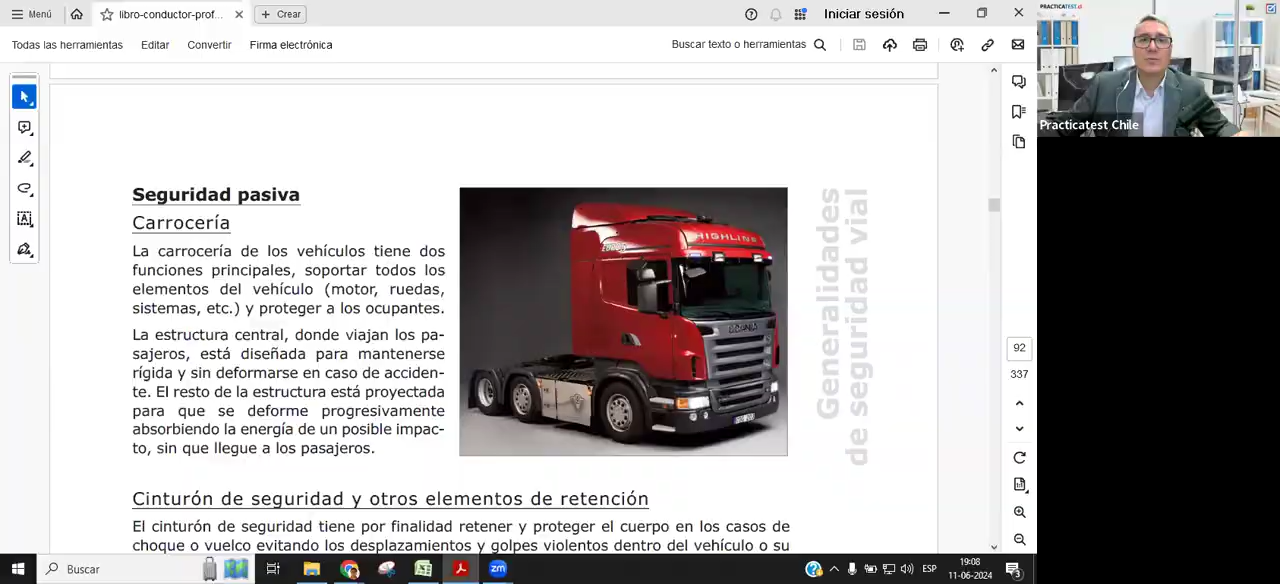 Menú
libro-conductor-prof...
Crear
Iniciar sesión
Todas las herramientas
Editar
Convertir
Firma electrónica
Buscar texto o herramientas
PRACTICATEST.cl
Practicatest Chile
Seguridad pasiva
Carrocería
La carrocería de los vehículos tiene dos
funciones principales, soportar todos los
elementos del vehículo (motor, ruedas,
sistemas, etc.) y proteger a los ocupantes.
La estructura central, donde viajan los pa-
sajeros, está diseñada para mantenerse
rígida y sin deformarse en caso de acciden-
te. El resto de la estructura está proyectada
para que se deforme progresivamente
absorbiendo la energía de un posible impac-
to, sin que llegue a los pasajeros.
HIGHLINE
SCANIA
Generalidades
de seguridad vial
92
337
Cinturón de seguridad y otros elementos de retención
El cinturón de seguridad tiene por finalidad retener y proteger el cuerpo en los casos de
choque o vuelco evitando los desplazamientos y golpes violentos dentro del vehículo o su
Buscar
zm
ESP
19:08
11-06-2024
3